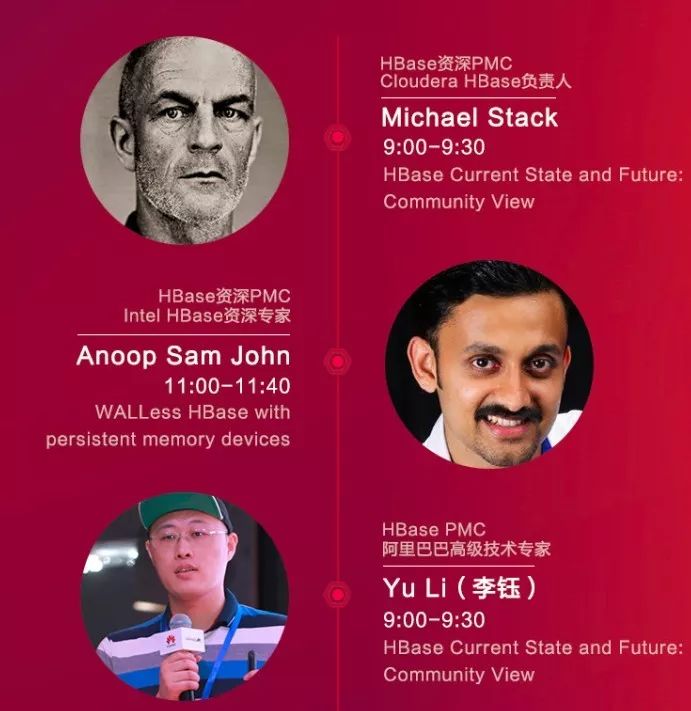 HBase资深PMC
Cloudera HBase负责人
Michael Stack
9:00-9:30
HBase Current State and Future:
Community View
HBase资深PMC
Intel HBase资深专家
Anoop Sam John
11:00-11:40
WALLess HBase with
persistent memory devices
HBase PMC
阿里巴巴高级技术专家
Yu Li（李钰）
9:00-9:30
HBase Current State and Future:
Community View